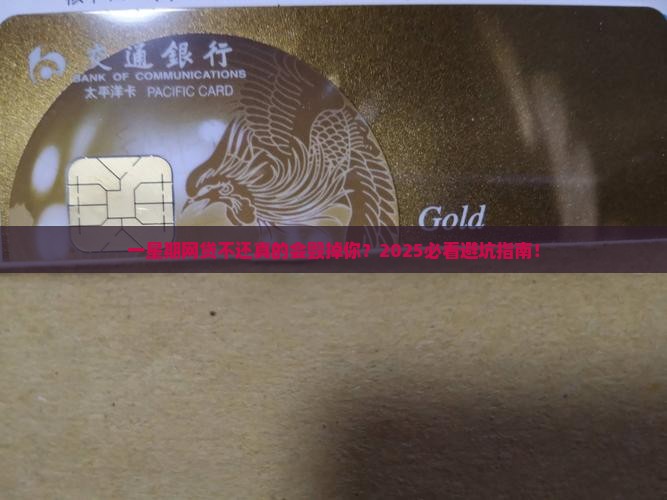 交通銀行
BANK OF COMMUNICATIONS
太平洋卡 PACIFIC CARD
Gold
一星期网贷不还真的会毁掉你？2025必看避坑指南！